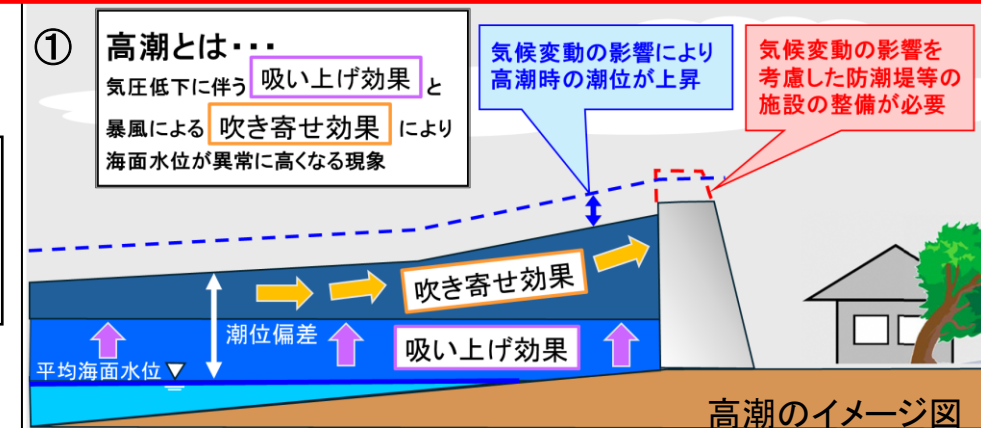 ①
高潮とは・・・
気圧低下に伴う 吸い上げ効果 と
暴風による 吹き寄せ効果 により
海面水位が異常に高くなる現象
気候変動の影響により
高潮時の潮位が上昇
気候変動の影響を
考慮した防潮堤等の
施設の整備が必要
吹き寄せ効果
潮位偏差
吸い上げ効果
平均海面水位
高潮のイメージ図